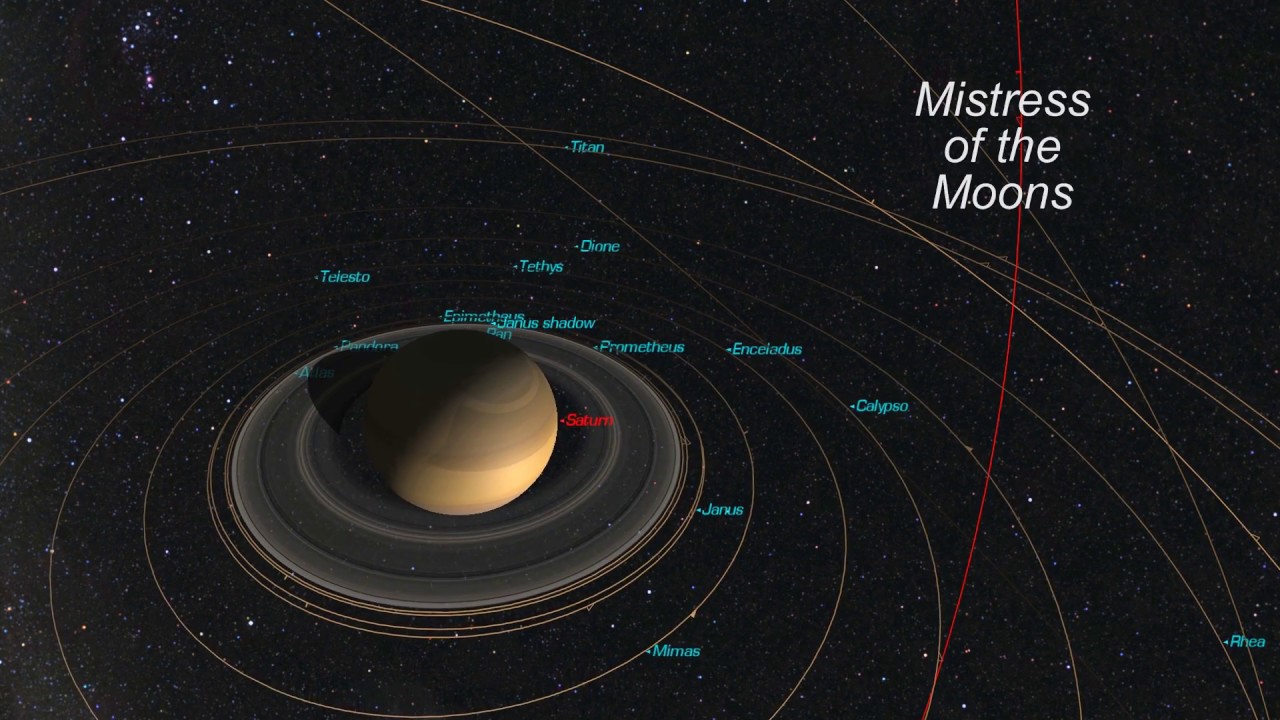 Mistress
of the
Moons
Titan
Dione
Tethys
Telesto
Epimetheus
Janus shadow
Pan
Pandora
Prometheus
Enceladus
Atlas
Calypso
Saturn
Janus
Rhea
Mimas